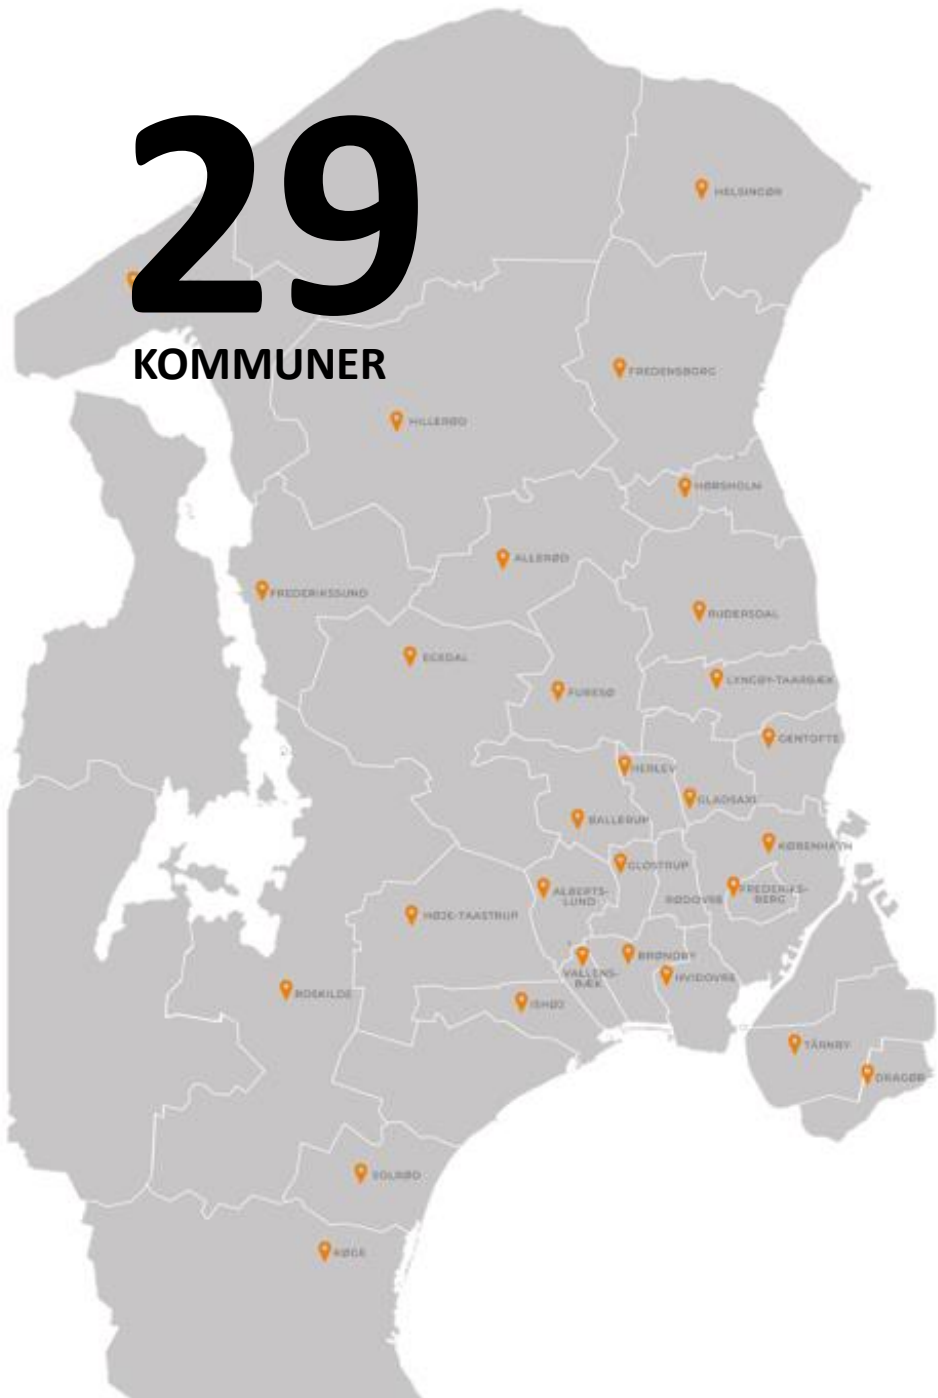 29
KOMMUNER
HELSINGØR
FREDENSBORG
HILLERØD
HØRSHOLM
ALLERØD
FREDERIKSSUND
RUDERSDAL
EGEDAL
LYNGBY-TAARBÆK
FURESØ
GENTOFTE
HERLEV
GLADSAXE
BALLERUP
KØBENHAVN
GLOSTRUP
ALBERTS-
LUND
FREDERIKS-
BERG
RØDOVRE
HØJE-TAASTRUP
BRØNDBY
VALLENS-
BÆK
HVIDOVRE
ROSKILDE
ISHØJ
TÅRNBY
DRAGØR
SOLRØD
KØGE